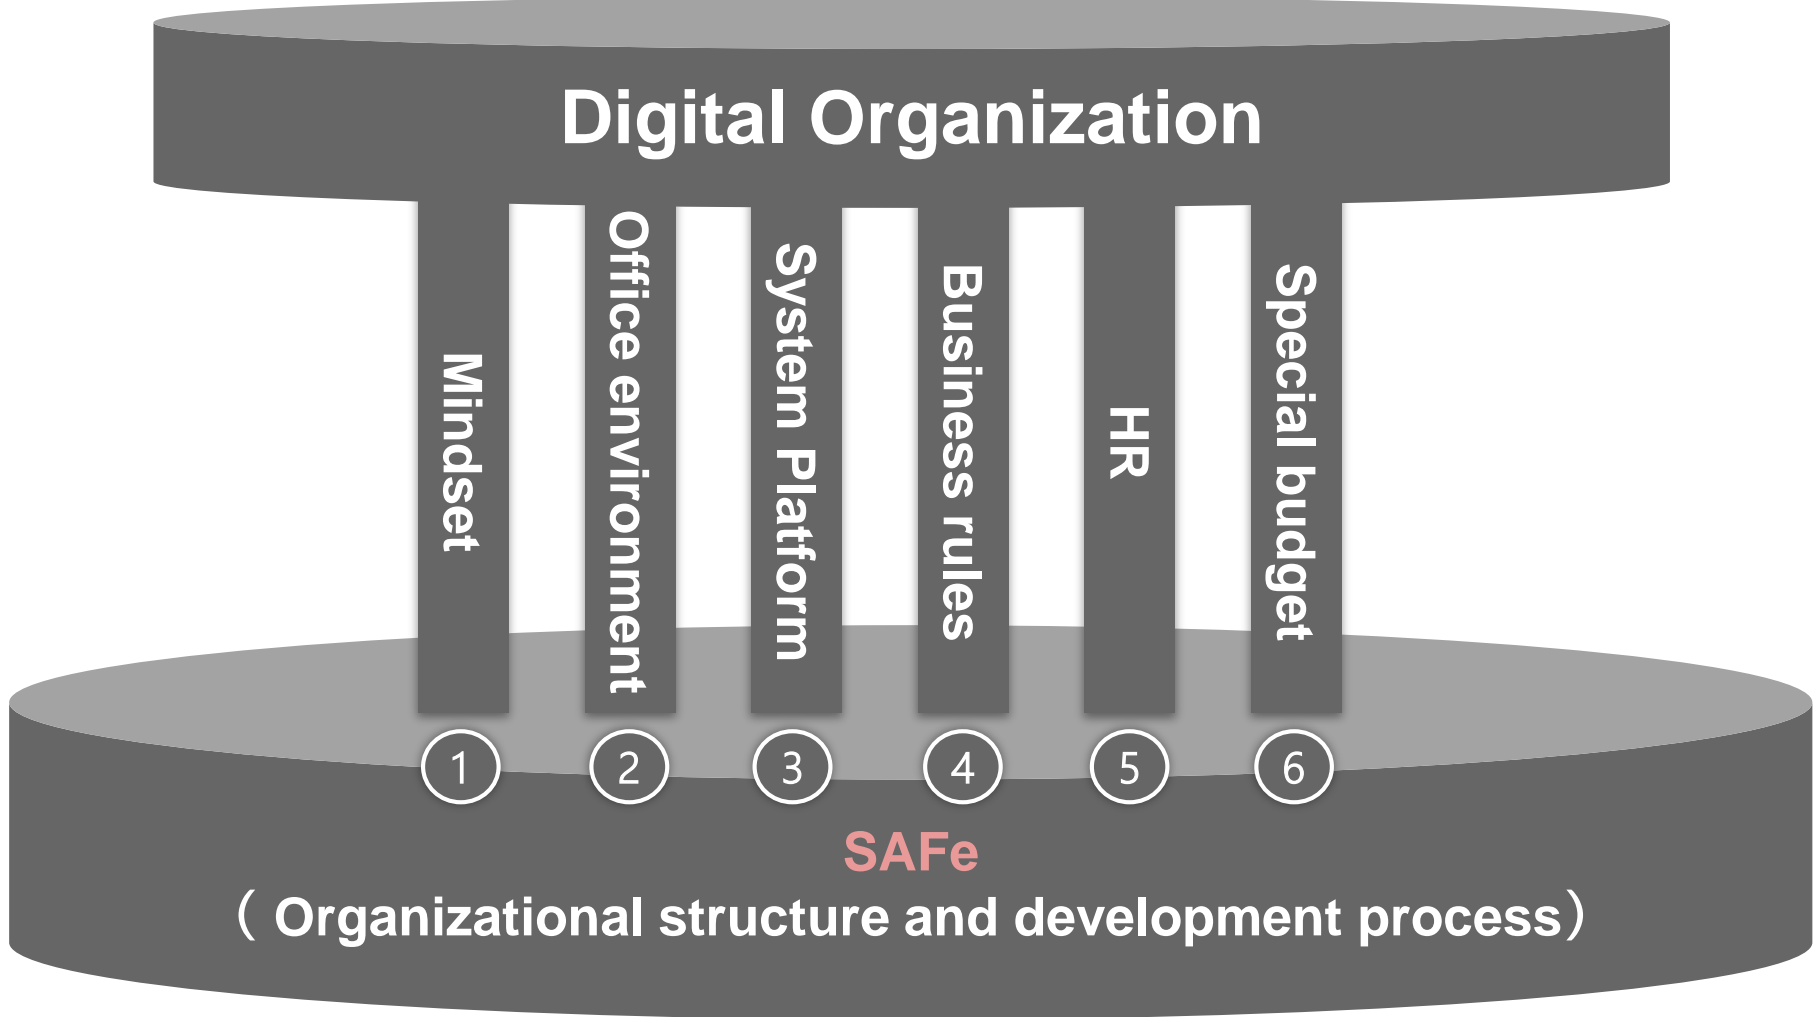 Digital Organization
Mindset
Office environment
System Platform
Business rules
HR
Special budget
1
2
3
4
5
6
SAFe
（ Organizational structure and development process）